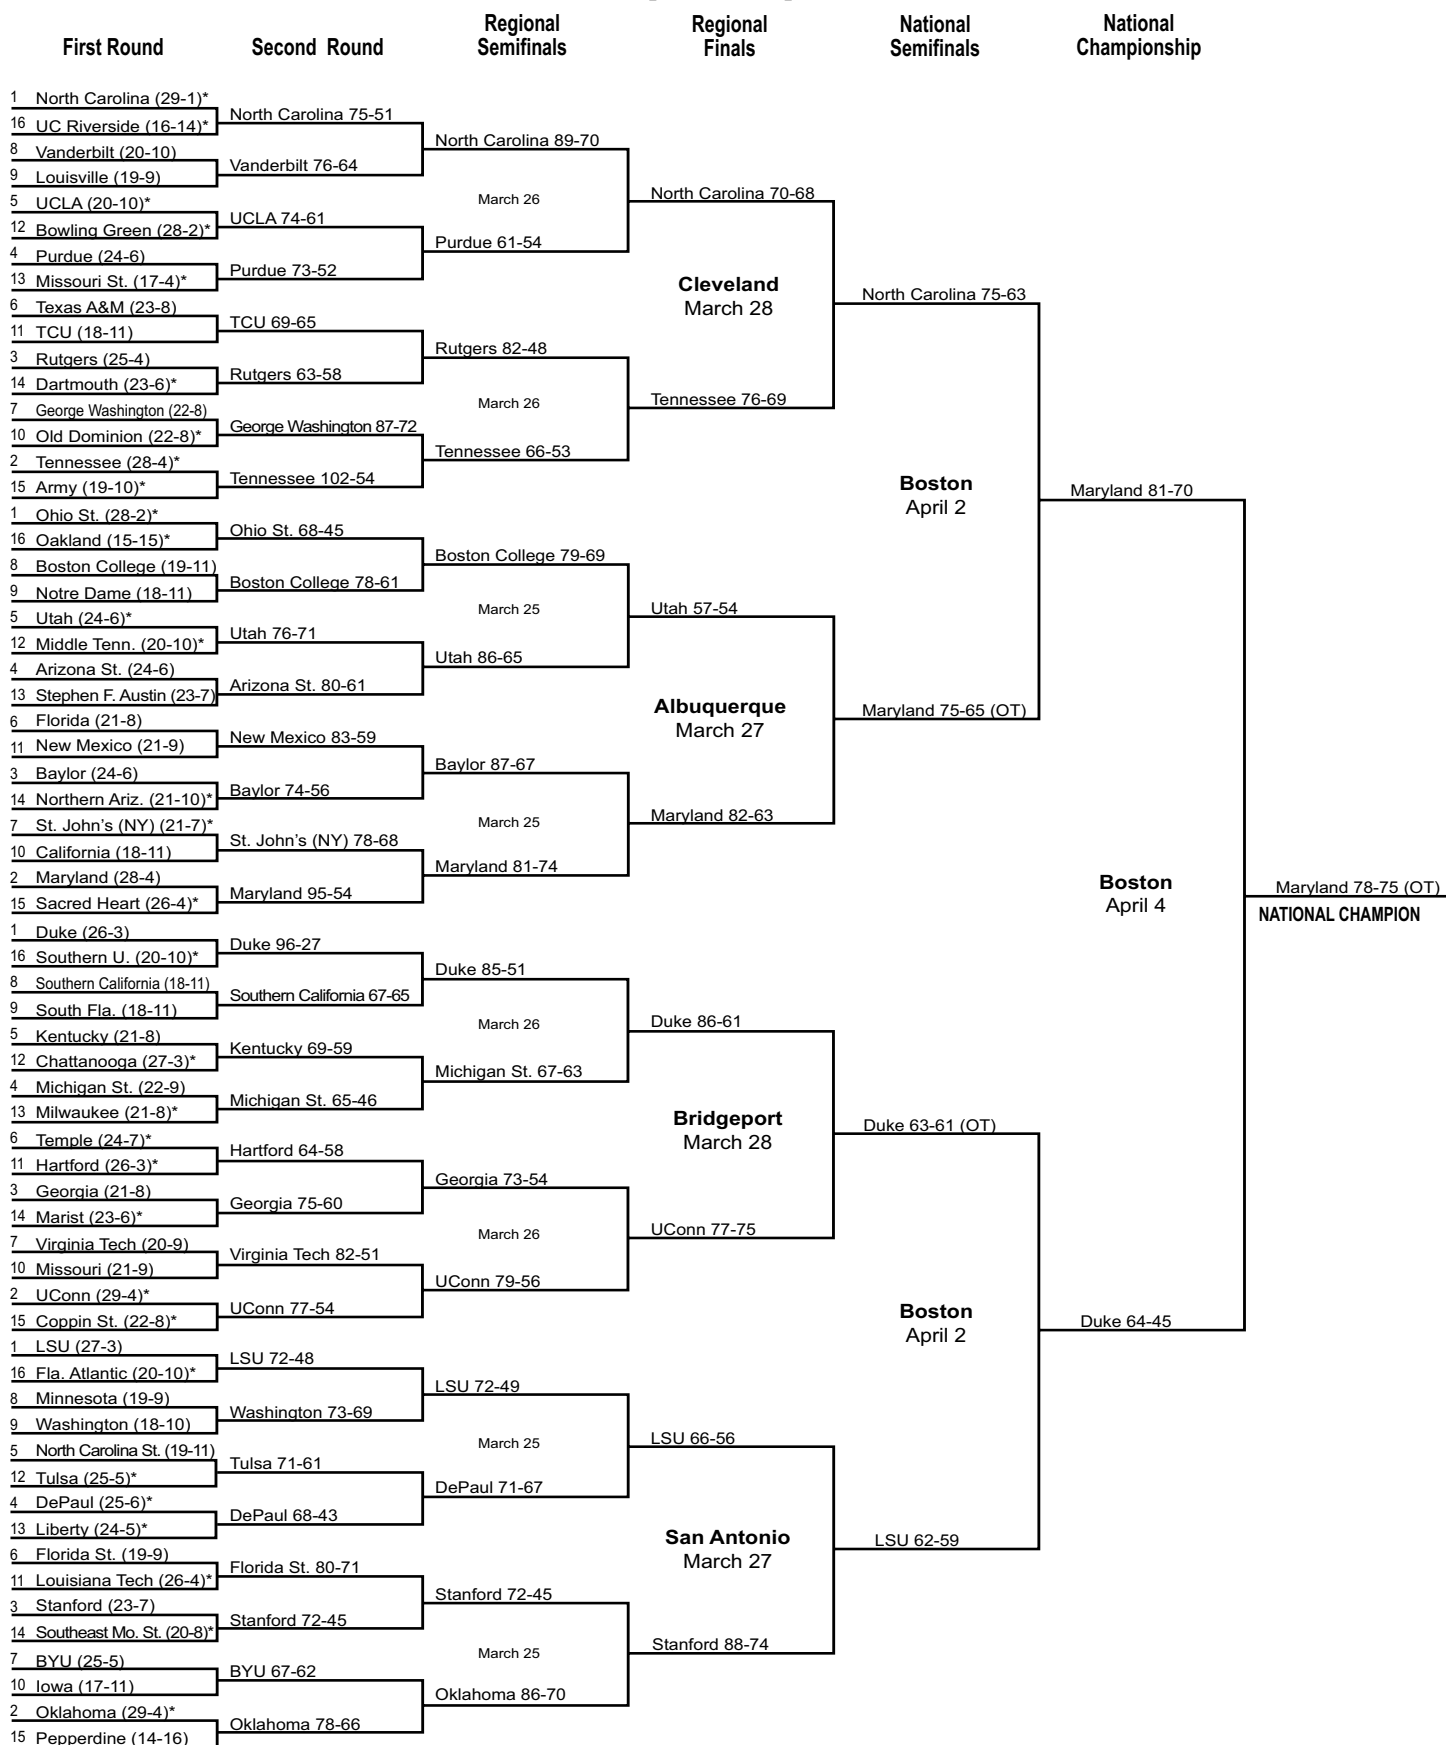 First Round
Second Round
Regional
Semifinals
Regional
Finals
National
Semifinals
National
Championship
1 North Carolina (29-1)*
16 UC Riverside (16-14)*
8 Vanderbilt (20-10)
9 Louisville (19-9)
5 UCLA (20-10)*
12 Bowling Green (28-2)*
4 Purdue (24-6)
13 Missouri St. (17-4)*
6 Texas A&M (23-8)
11 TCU (18-11)
3 Rutgers (25-4)
14 Dartmouth (23-6)*
7 George Washington (22-8)
10 Old Dominion (22-8)*
2 Tennessee (28-4)*
15 Army (19-10)*
1 Ohio St. (28-2)*
16 Oakland (15-15)*
8 Boston College (19-11)
9 Notre Dame (18-11)
5 Utah (24-6)*
12 Middle Tenn. (20-10)*
4 Arizona St. (24-6)
13 Stephen F. Austin (23-7)
6 Florida (21-8)
11 New Mexico (21-9)
3 Baylor (24-6)
14 Northern Ariz. (21-10)*
7 St. John's (NY) (21-7)*
10 California (18-11)
2 Maryland (28-4)
15 Sacred Heart (26-4)*
1 Duke (26-3)
16 Southern U. (20-10)*
8 Southern California (18-11)
9 South Fla. (18-11)
5 Kentucky (21-8)
12 Chattanooga (27-3)*
4 Michigan St. (22-9)
13 Milwaukee (21-8)*
6 Temple (24-7)*
11 Hartford (26-3)*
3 Georgia (21-8)
14 Marist (23-6)*
7 Virginia Tech (20-9)
10 Missouri (21-9)
2 UConn (29-4)*
15 Coppin St. (22-8)*
1 LSU (27-3)
16 Fla. Atlantic (20-10)*
8 Minnesota (19-9)
9 Washington (18-10)
5 North Carolina St. (19-11)
12 Tulsa (25-5)*
4 DePaul (25-6)*
13 Liberty (24-5)*
6 Florida St. (19-9)
11 Louisiana Tech (26-4)*
3 Stanford (23-7)
14 Southeast Mo. St. (20-8)*
7 BYU (25-5)
10 Iowa (17-11)
2 Oklahoma (29-4)*
15 Pepperdine (14-16)
North Carolina 75-51
Vanderbilt 76-64
UCLA 74-61
Purdue 73-52
TCU 69-65
Rutgers 63-58
George Washington 87-72
Tennessee 102-54
Ohio St. 68-45
Boston College 78-61
Utah 76-71
Arizona St. 80-61
New Mexico 83-59
Baylor 74-56
St. John's (NY) 78-68
Maryland 95-54
Duke 96-27
Southern California 67-65
Kentucky 69-59
Michigan St. 65-46
Hartford 64-58
Georgia 75-60
Virginia Tech 82-51
UConn 77-54
LSU 72-48
Washington 73-69
Tulsa 71-61
DePaul 68-43
Florida St. 80-71
Stanford 72-45
BYU 67-62
Oklahoma 78-66
North Carolina 89-70
March 26
Purdue 61-54
Rutgers 82-48
March 26
Tennessee 66-53
Boston College 79-69
March 25
Utah 86-65
Baylor 87-67
March 25
Maryland 81-74
Duke 85-51
March 26
Michigan St. 67-63
Georgia 73-54
March 26
UConn 79-56
LSU 72-49
March 25
DePaul 71-67
Stanford 72-45
March 25
Oklahoma 86-70
North Carolina 70-68
Cleveland
March 28
Tennessee 76-69
Utah 57-54
Albuquerque
March 27
Maryland 82-63
Duke 86-61
Bridgeport
March 28
UConn 77-75
LSU 66-56
San Antonio
March 27
Stanford 88-74
North Carolina 75-63
Boston
April 2
Maryland 75-65 (OT)
Duke 63-61 (OT)
Boston
April 2
LSU 62-59
Maryland 81-70
Boston
April 4
Duke 64-45
Maryland 78-75 (OT)
NATIONAL CHAMPION